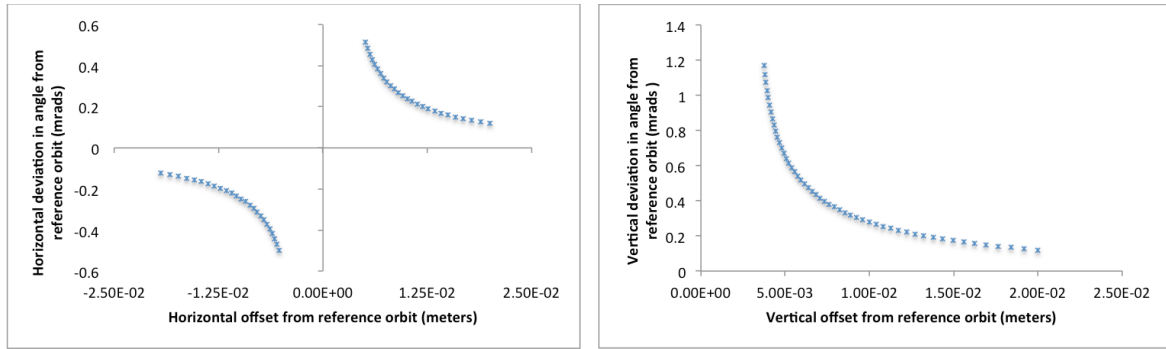 Horizontal deviation in angle from
reference orbit (mrads)
0.6
0.4
0.2
0
-0.2
-0.4
-0.6
-2.50E-02 -1.25E-02 0.00E+00 1.25E-02 2.50E-02
Horizontal offset from reference orbit (meters)
Vertical deviation in angle from
reference orbit (mrads )
1.4
1.2
1
0.8
0.6
0.4
0.2
0
0.00E+00 5.00E-03 1.00E-02 1.50E-02 2.00E-02 2.50E-02
Vertical offset from reference orbit (meters)